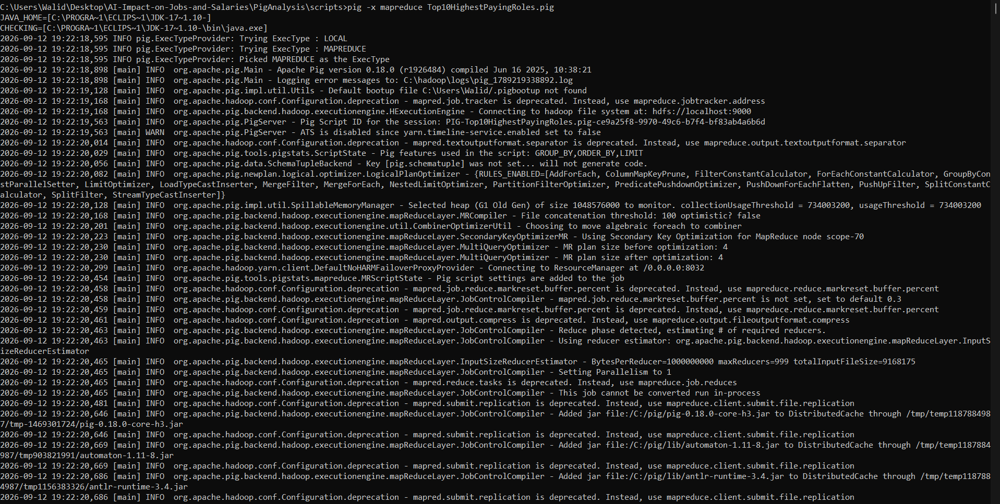 C:\Users\Walid\Desktop\AI-Impact-on-Jobs-and-Salaries\PigAnalysis\scripts>pig -x mapreduce Top10HighestPayingRoles.pig
JAVA_HOME=[C:\PROGRA~1\ECLIPS~1\JDK-17~1.10-]
CHECKING=[C:\PROGRA~1\ECLIPS~1\JDK-17~1.10-\bin\java.exe]
2026-09-12 19:22:18,595 INFO pig.ExecTypeProvider: Trying ExecType : LOCAL
2026-09-12 19:22:18,595 INFO pig.ExecTypeProvider: Trying ExecType : MAPREDUCE
2026-09-12 19:22:18,595 INFO pig.ExecTypeProvider: Picked MAPREDUCE as the ExecType
2026-09-12 19:22:18,898 [main] INFO  org.apache.pig.Main - Apache Pig version 0.18.0 (r1926484) compiled Jun 16 2025, 10:38:21
2026-09-12 19:22:18,898 [main] INFO  org.apache.pig.Main - Logging error messages to: C:\hadoop\logs\pig_1789219338892.log
2026-09-12 19:22:19,128 [main] INFO  org.apache.pig.impl.util.Utils - Default bootup file C:\Users\Walid/.pigbootup not found
2026-09-12 19:22:19,168 [main] INFO  org.apache.hadoop.conf.Configuration.deprecation - mapred.job.tracker is deprecated. Instead, use mapreduce.jobtracker.address
2026-09-12 19:22:19,168 [main] INFO  org.apache.pig.backend.hadoop.executionengine.HExecutionEngine - Connecting to hadoop file system at: hdfs://localhost:9000
2026-09-12 19:22:19,563 [main] INFO  org.apache.pig.PigServer - Pig Script ID for the session: PIG-Top10HighestPayingRoles.pig-ce9a25f8-9970-49c6-b7f4-bf83ab4a6b6d
2026-09-12 19:22:19,563 [main] WARN  org.apache.pig.PigServer - ATS is disabled since yarn.timeline-service.enabled set to false
2026-09-12 19:22:20,014 [main] INFO  org.apache.hadoop.conf.Configuration.deprecation - mapred.textoutputformat.separator is deprecated. Instead, use mapreduce.output.textoutputformat.separator
2026-09-12 19:22:20,029 [main] INFO  org.apache.pig.tools.pigstats.ScriptState - Pig features used in the script: GROUP_BY,ORDER_BY,LIMIT
2026-09-12 19:22:20,056 [main] INFO  org.apache.pig.data.SchemaTupleBackend - Key [pig.schematuple] was not set... will not generate code.
2026-09-12 19:22:20,082 [main] INFO  org.apache.pig.newplan.logical.optimizer.LogicalPlanOptimizer - {RULES_ENABLED=[AddForEach, ColumnMapKeyPrune, FilterConstantCalculator, ForEachConstantCalculator, GroupByCon
stParallelSetter, LimitOptimizer, LoadTypeCastInserter, MergeFilter, MergeForEach, NestedLimitOptimizer, PartitionFilterOptimizer, PredicatePushdownOptimizer, PushDownForEachFlatten, PushUpFilter, SplitConstantC
alculator, SplitFilter, StreamTypeCastInserter]}
2026-09-12 19:22:20,128 [main] INFO  org.apache.pig.impl.util.SpillableMemoryManager - Selected heap (G1 Old Gen) of size 1048576000 to monitor. collectionUsageThreshold = 734003200, usageThreshold = 734003200
2026-09-12 19:22:20,168 [main] INFO  org.apache.pig.backend.hadoop.executionengine.mapReduceLayer.MRCompiler - File concatenation threshold: 100 optimistic? false
2026-09-12 19:22:20,201 [main] INFO  org.apache.pig.backend.hadoop.executionengine.util.CombinerOptimizerUtil - Choosing to move algebraic foreach to combiner
2026-09-12 19:22:20,223 [main] INFO  org.apache.pig.backend.hadoop.executionengine.mapReduceLayer.SecondaryKeyOptimizerMR - Using Secondary Key Optimization for MapReduce node scope-70
2026-09-12 19:22:20,230 [main] INFO  org.apache.pig.backend.hadoop.executionengine.mapReduceLayer.MultiQueryOptimizer - MR plan size before optimization: 4
2026-09-12 19:22:20,230 [main] INFO  org.apache.pig.backend.hadoop.executionengine.mapReduceLayer.MultiQueryOptimizer - MR plan size after optimization: 4
2026-09-12 19:22:20,299 [main] INFO  org.apache.hadoop.yarn.client.DefaultNoHARMFailoverProxyProvider - Connecting to ResourceManager at /0.0.0.0:8032
2026-09-12 19:22:20,454 [main] INFO  org.apache.pig.tools.pigstats.mapreduce.MRScriptState - Pig script settings are added to the job
2026-09-12 19:22:20,458 [main] INFO  org.apache.hadoop.conf.Configuration.deprecation - mapred.job.reduce.markreset.buffer.percent is deprecated. Instead, use mapreduce.reduce.markreset.buffer.percent
2026-09-12 19:22:20,458 [main] INFO  org.apache.pig.backend.hadoop.executionengine.mapReduceLayer.JobControlCompiler - mapred.job.reduce.markreset.buffer.percent is not set, set to default 0.3
2026-09-12 19:22:20,459 [main] INFO  org.apache.hadoop.conf.Configuration.deprecation - mapred.job.reduce.markreset.buffer.percent is deprecated. Instead, use mapreduce.reduce.markreset.buffer.percent
2026-09-12 19:22:20,461 [main] INFO  org.apache.hadoop.conf.Configuration.deprecation - mapred.output.compress is deprecated. Instead, use mapreduce.output.fileoutputformat.compress
2026-09-12 19:22:20,463 [main] INFO  org.apache.pig.backend.hadoop.executionengine.mapReduceLayer.JobControlCompiler - Reduce phase detected, estimating # of required reducers.
2026-09-12 19:22:20,463 [main] INFO  org.apache.pig.backend.hadoop.executionengine.mapReduceLayer.JobControlCompiler - Using reducer estimator: org.apache.pig.backend.hadoop.executionengine.mapReduceLayer.InputS
izeReducerEstimator
2026-09-12 19:22:20,465 [main] INFO  org.apache.pig.backend.hadoop.executionengine.mapReduceLayer.InputSizeReducerEstimator - BytesPerReducer=1000000000 maxReducers=999 totalInputFileSize=9168175
2026-09-12 19:22:20,465 [main] INFO  org.apache.pig.backend.hadoop.executionengine.mapReduceLayer.JobControlCompiler - Setting Parallelism to 1
2026-09-12 19:22:20,465 [main] INFO  org.apache.hadoop.conf.Configuration.deprecation - mapred.reduce.tasks is deprecated. Instead, use mapreduce.job.reduces
2026-09-12 19:22:20,465 [main] INFO  org.apache.pig.backend.hadoop.executionengine.mapReduceLayer.JobControlCompiler - This job cannot be converted run in-process
2026-09-12 19:22:20,481 [main] INFO  org.apache.hadoop.conf.Configuration.deprecation - mapred.submit.replication is deprecated. Instead, use mapreduce.client.submit.file.replication
2026-09-12 19:22:20,646 [main] INFO  org.apache.pig.backend.hadoop.executionengine.mapReduceLayer.JobControlCompiler - Added jar file:/C:/pig/pig-0.18.0-core-h3.jar to DistributedCache through /tmp/temp118788498
7/tmp-1469301724/pig-0.18.0-core-h3.jar
2026-09-12 19:22:20,646 [main] INFO  org.apache.hadoop.conf.Configuration.deprecation - mapred.submit.replication is deprecated. Instead, use mapreduce.client.submit.file.replication
2026-09-12 19:22:20,669 [main] INFO  org.apache.pig.backend.hadoop.executionengine.mapReduceLayer.JobControlCompiler - Added jar file:/C:/pig/lib/automaton-1.11-8.jar to DistributedCache through /tmp/temp1187884
987/tmp903821991/automaton-1.11-8.jar
2026-09-12 19:22:20,669 [main] INFO  org.apache.hadoop.conf.Configuration.deprecation - mapred.submit.replication is deprecated. Instead, use mapreduce.client.submit.file.replication
2026-09-12 19:22:20,686 [main] INFO  org.apache.pig.backend.hadoop.executionengine.mapReduceLayer.JobControlCompiler - Added jar file:/C:/pig/lib/antlr-runtime-3.4.jar to DistributedCache through /tmp/temp118788
4987/tmp1156383326/antlr-runtime-3.4.jar
2026-09-12 19:22:20,686 [main] INFO  org.apache.hadoop.conf.Configuration.deprecation - mapred.submit.replication is deprecated. Instead, use mapreduce.client.submit.file.replication